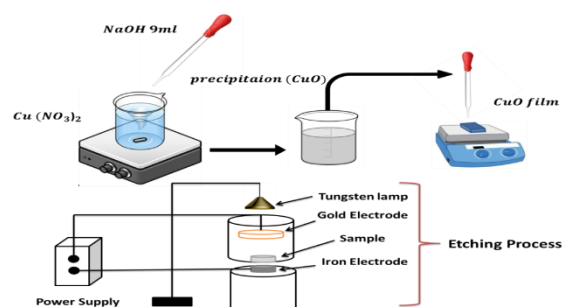 NaOH 9ml
precipitaion (CuO)
Cu (NO₃)₂
CuO film
Tungsten lamp
Gold Electrode
Sample
Etching Process
Iron Electrode
Power Supply